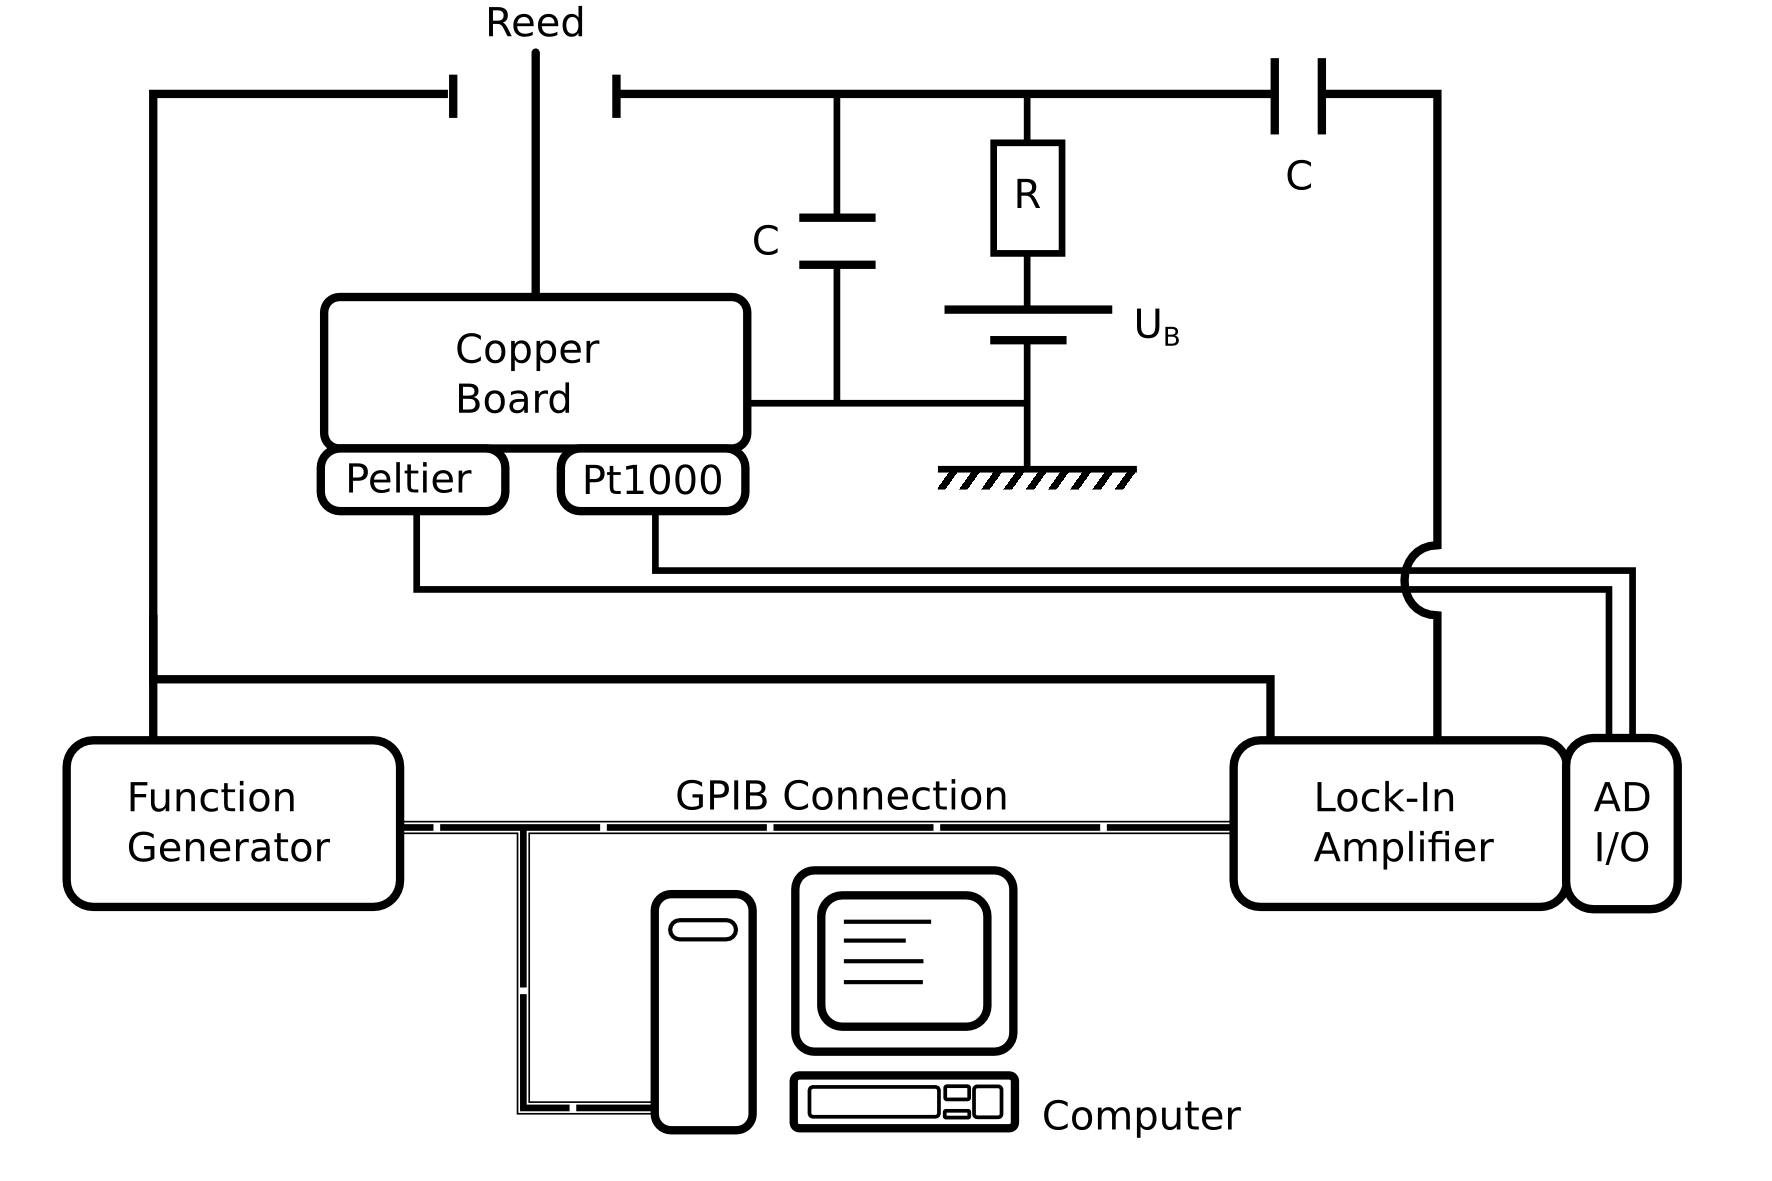 Reed
C
R
C
U_B
Copper
Board
Peltier
Pt1000
Function
Generator
GPIB Connection
Lock-In
Amplifier
AD
I/O
Computer